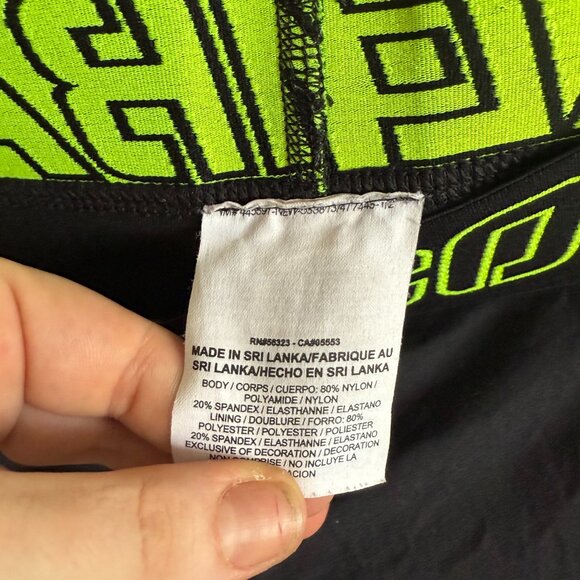 RN#56323 - CA#05553
MADE IN SRI LANKA/FABRIQUE AU
SRI LANKA/HECHO EN SRI LANKA
BODY / CORPS / CUERPO: 80% NYLON /
POLYAMIDE / NYLON
20% SPANDEX / ELASTHANNE / ELASTANO
LINING / DOUBLURE / FORRO: 80%
POLYESTER / POLYESTER / POLIESTER
20% SPANDEX / ELASTHANNE / ELASTANO
EXCLUSIVE OF DECORATION / DECORATION
NON COMPRISE / NO INCLUYE LA